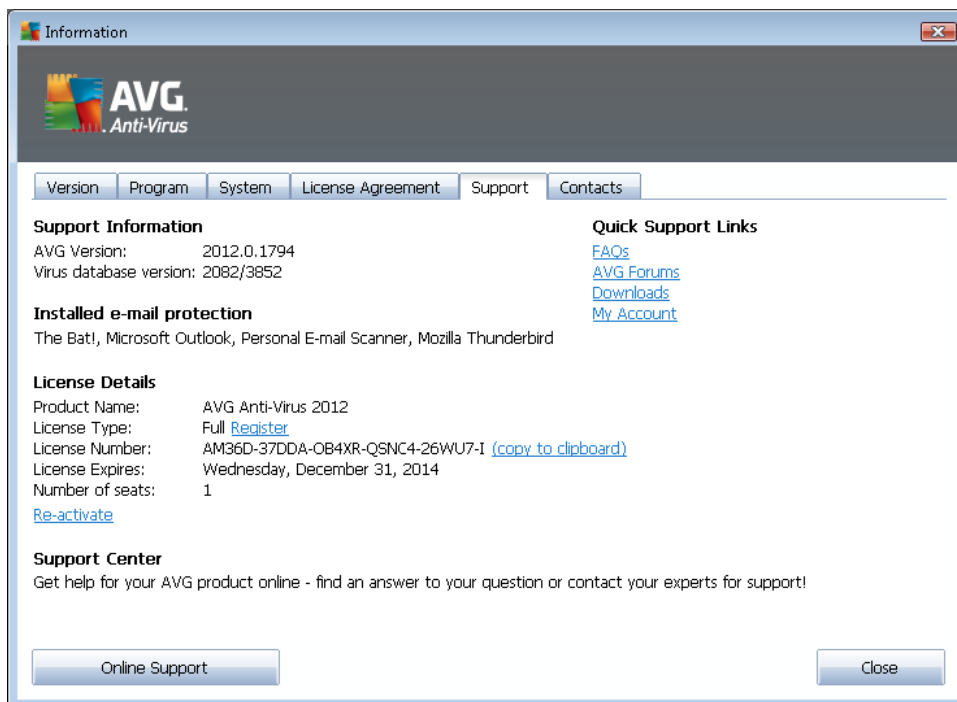 Information
AVG.
Anti-Virus
Version Program System License Agreement Support Contacts
Support Information
AVG Version: 2012.0.1794
Virus database version: 2082/3852
Installed e-mail protection
The Bat!, Microsoft Outlook, Personal E-mail Scanner, Mozilla Thunderbird
License Details
Product Name: AVG Anti-Virus 2012
License Type: Full Register
License Number: AM36D-37DDA-OB4XR-QSNC4-26WU7-I (copy to clipboard)
License Expires: Wednesday, December 31, 2014
Number of seats: 1
Re-activate
Support Center
Get help for your AVG product online - find an answer to your question or contact your experts for support!
Quick Support Links
FAQs
AVG Forums
Downloads
My Account
Online Support
Close